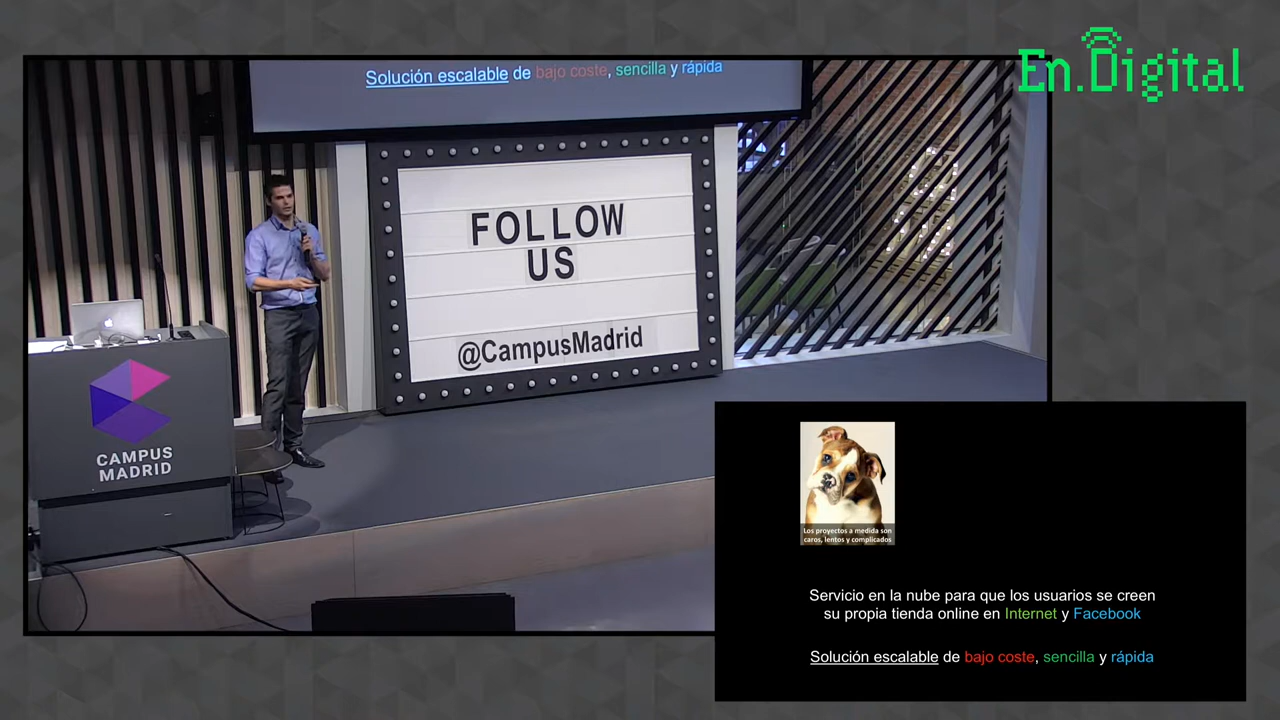 En.Digital
Solución escalable de bajo coste, sencilla y rápida
FOLLOW
US
@CampusMadrid
CAMPUS
MADRID
Los proyectos a medida son
caros, lentos y complicados
Servicio en la nube para que los usuarios se creen
su propia tienda online en Internet y Facebook
Solución escalable de bajo coste, sencilla y rápida